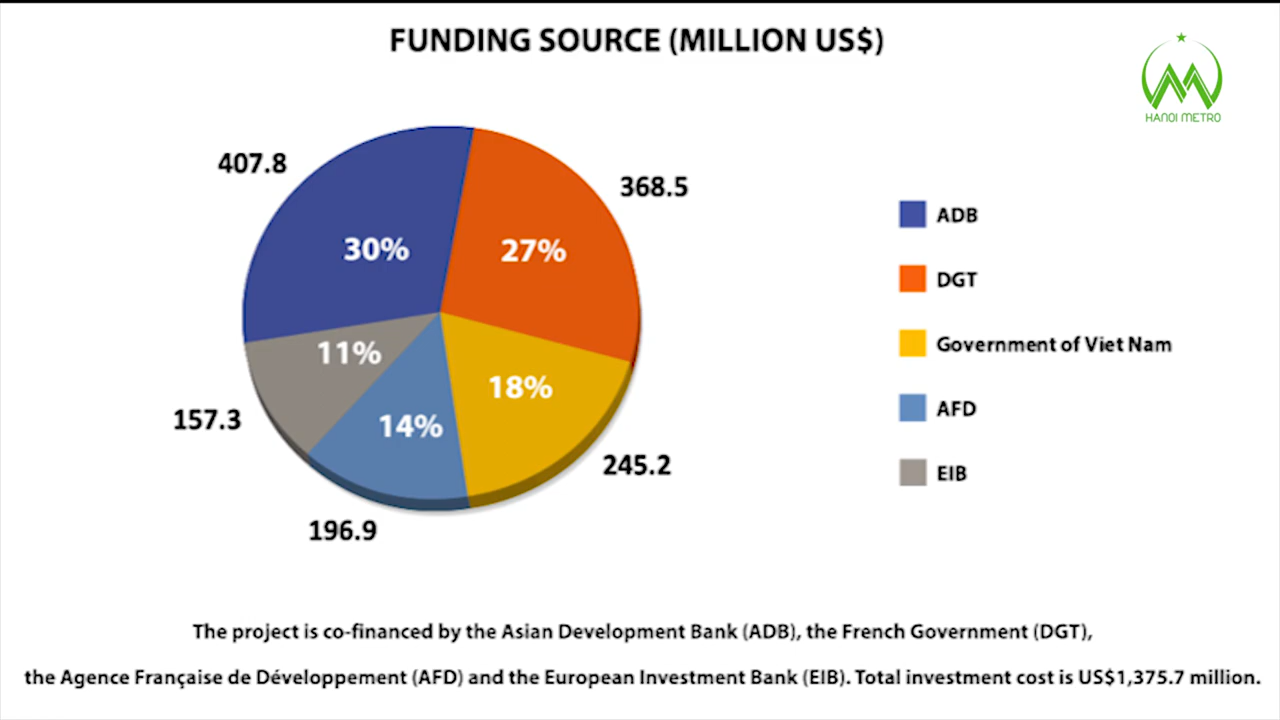 FUNDING SOURCE (MILLION US$)
HANOI METRO
407.8
368.5
30%
27%
11%
18%
14%
157.3
245.2
196.9
ADB
DGT
Government of Viet Nam
AFD
EIB
The project is co-financed by the Asian Development Bank (ADB), the French Government (DGT),
the Agence Française de Développement (AFD) and the European Investment Bank (EIB). Total investment cost is US$1,375.7 million.